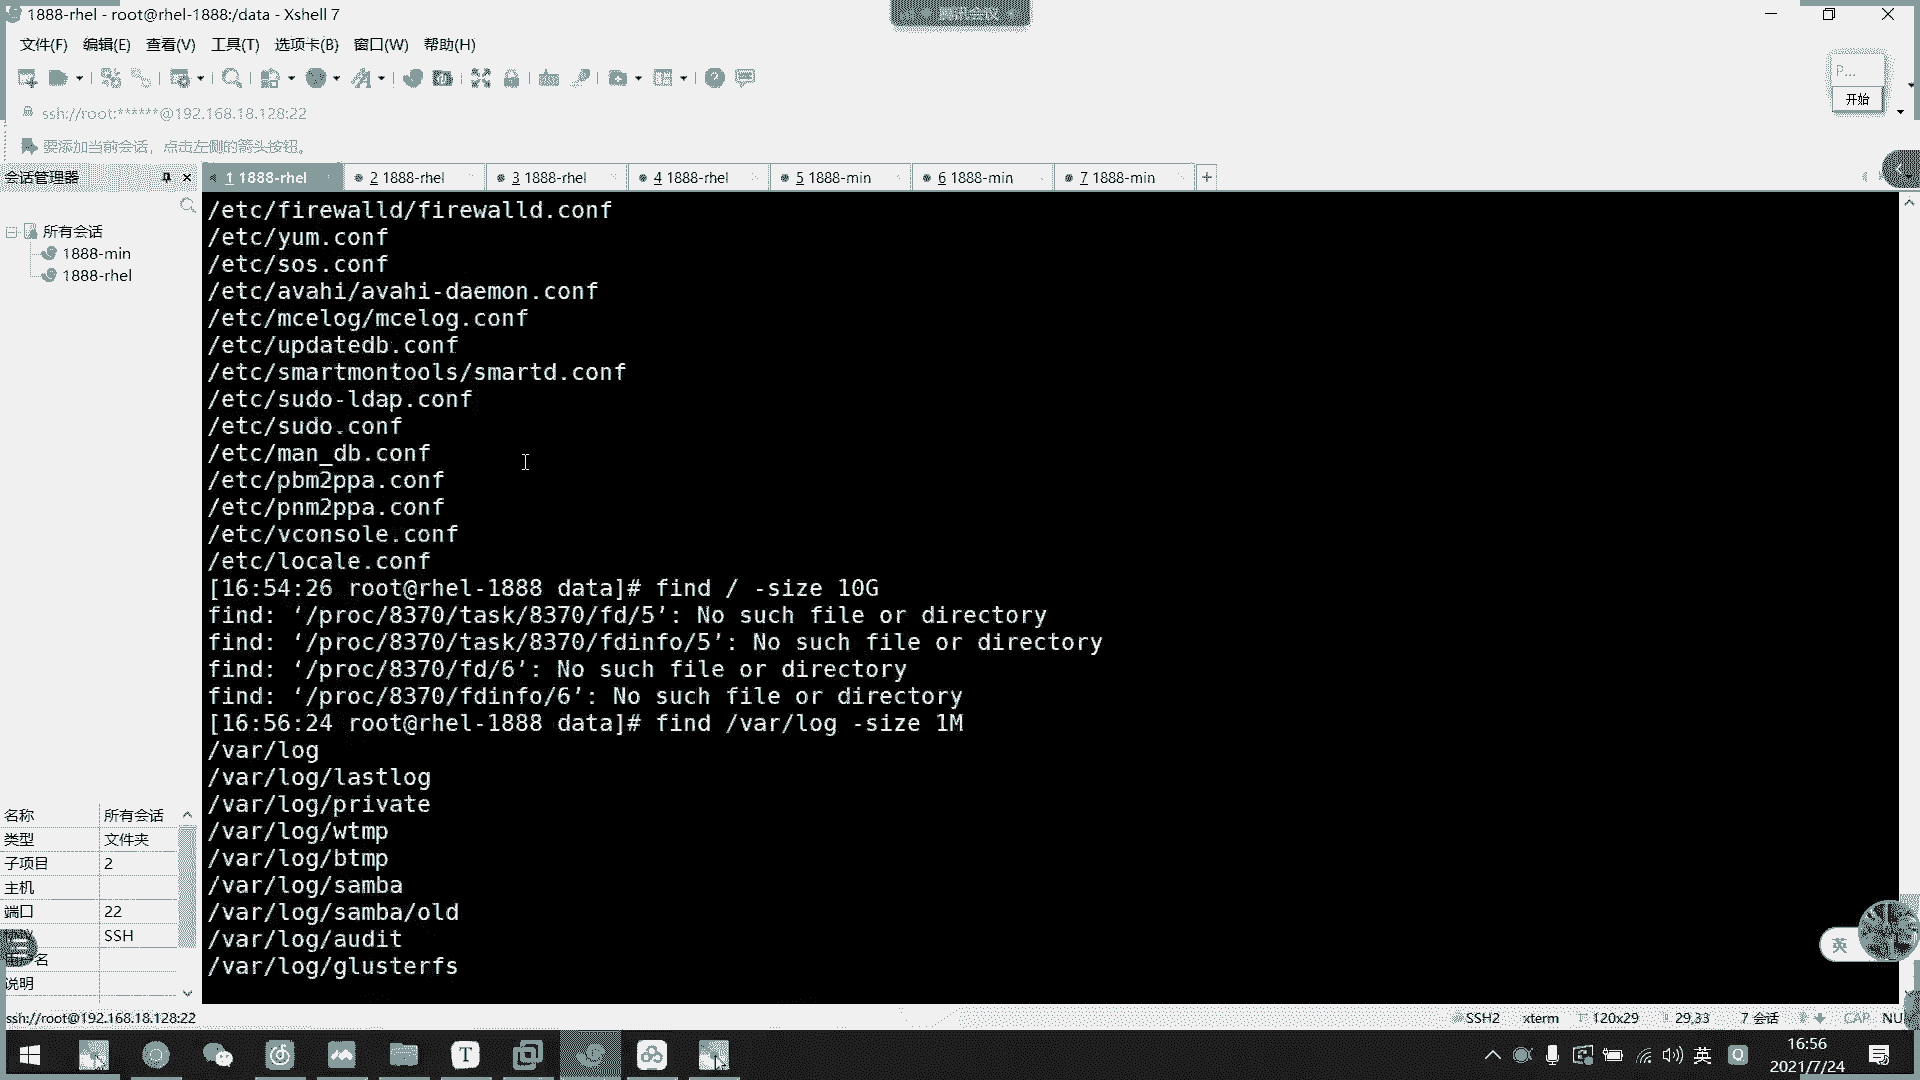 1888-rhel - root@rhel-1888:/data - Xshell 7
腾讯会议
文件(F) 编辑(E) 查看(V) 工具(T) 选项卡(B) 窗口(W) 帮助(H)
P...
开始
ssh://root:******@192.168.18.128:22
要添加当前会话，点击左侧的箭头按钮。
会话管理器
1 1888-rhel
2 1888-rhel
3 1888-rhel
4 1888-rhel
5 1888-min
6 1888-min
7 1888-min
所有会话
1888-min
1888-rhel
/etc/firewalld/firewalld.conf
/etc/yum.conf
/etc/sos.conf
/etc/avahi/avahi-daemon.conf
/etc/mcelog/mcelog.conf
/etc/updatedb.conf
/etc/smartmontools/smartd.conf
/etc/sudo-ldap.conf
/etc/sudo.conf
/etc/man_db.conf
/etc/pbm2ppa.conf
/etc/pnm2ppa.conf
/etc/vconsole.conf
/etc/locale.conf
[16:54:26 root@rhel-1888 data]# find / -size 10G
find: ‘/proc/8370/task/8370/fd/5’: No such file or directory
find: ‘/proc/8370/task/8370/fdinfo/5’: No such file or directory
find: ‘/proc/8370/fd/6’: No such file or directory
find: ‘/proc/8370/fdinfo/6’: No such file or directory
[16:56:24 root@rhel-1888 data]# find /var/log -size 1M
/var/log
/var/log/lastlog
/var/log/private
/var/log/wtmp
/var/log/btmp
/var/log/samba
/var/log/samba/old
/var/log/audit
/var/log/glusterfs
名称 所有会话
类型 文件夹
子项目 2
主机
端口 22
SSH
说明
英
ssh://root@192.168.18.128:22
SSH2 xterm 120x29 29,33 7 会话 CAP NU
英
16:56
2021/7/24